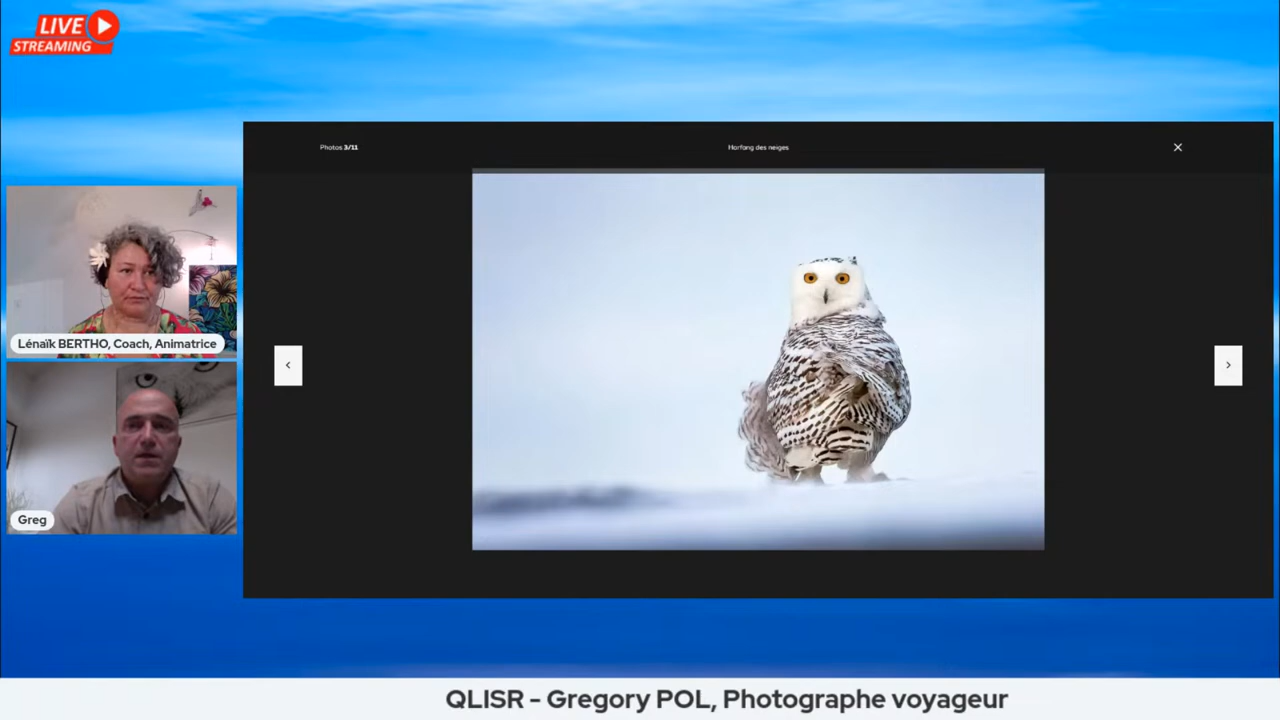 LIVE
STREAMING
Photos 3/11
Harfang des neiges
Lénaïk BERTHO, Coach, Animatrice
Greg
QLISR - Gregory POL, Photographe voyageur